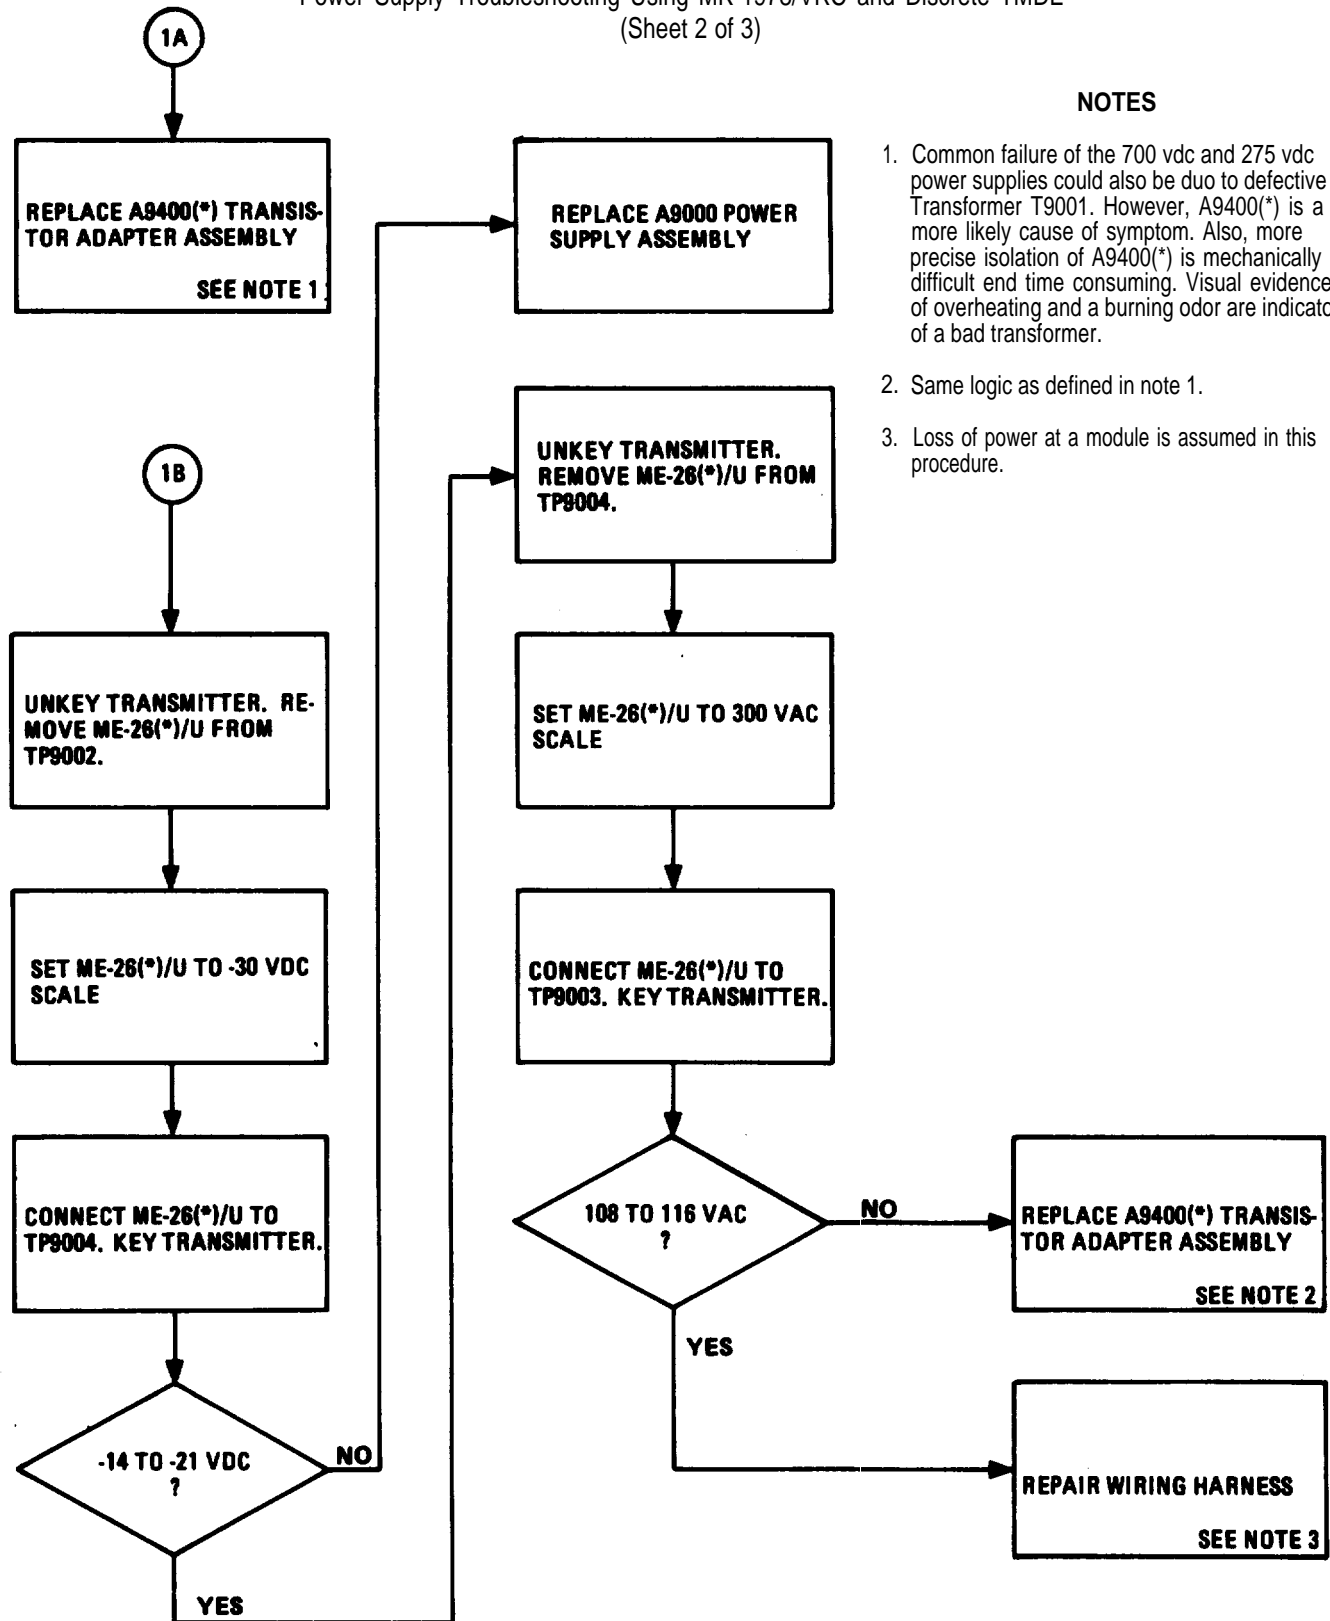 Power Supply Troubleshooting Using MK-1978/VRC and Discrete TMDE
(Sheet 2 of 3)
1A
REPLACE A9400(*) TRANSIS-
TOR ADAPTER ASSEMBLY
SEE NOTE 1
1B
UNKEY TRANSMITTER. RE-
MOVE ME-26(*)/U FROM
TP9002.
SET ME-26(*)/U TO -30 VDC
SCALE
CONNECT ME-26(*)/U TO
TP9004. KEY TRANSMITTER.
-14 TO -21 VDC
?
NO
YES
REPLACE A9000 POWER
SUPPLY ASSEMBLY
UNKEY TRANSMITTER.
REMOVE ME-26(*)/U FROM
TP9004.
SET ME-26(*)/U TO 300 VAC
SCALE
CONNECT ME-26(*)/U TO
TP9003. KEY TRANSMITTER.
108 TO 116 VAC
?
NO
YES
REPLACE A9400(*) TRANSIS-
TOR ADAPTER ASSEMBLY
SEE NOTE 2
REPAIR WIRING HARNESS
SEE NOTE 3
NOTES
1. Common failure of the 700 vdc and 275 vdc
power supplies could also be duo to defective
Transformer T9001. However, A9400(*) is a
more likely cause of symptom. Also, more
precise isolation of A9400(*) is mechanically
difficult end time consuming. Visual evidence
of overheating and a burning odor are indicato
of a bad transformer.
2. Same logic as defined in note 1.
3. Loss of power at a module is assumed in this
procedure.